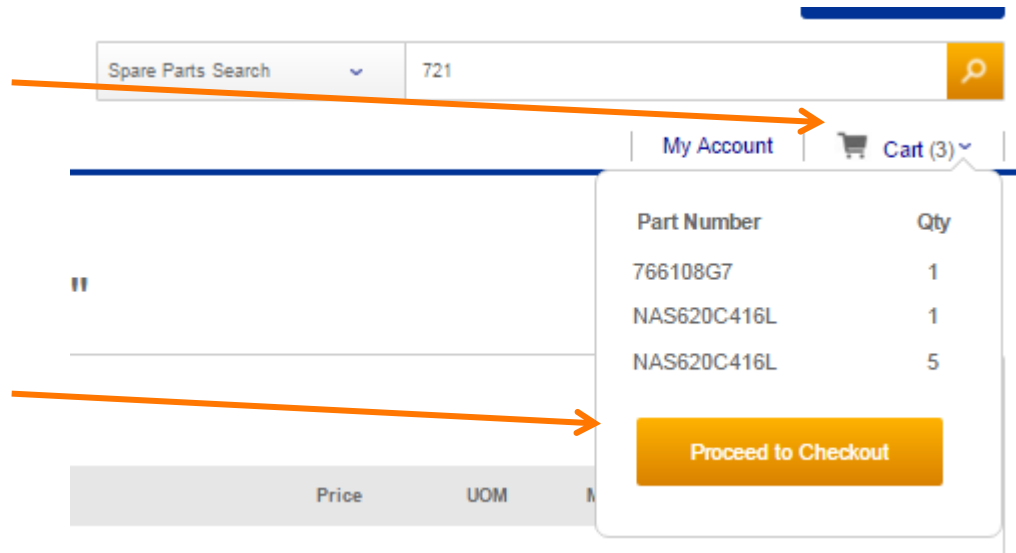 Spare Parts Search 721
My Account Cart (3)
Part Number Qty
766108G7 1
"
NAS620C416L 1
NAS620C416L 5
Proceed to Checkout
Price UOM